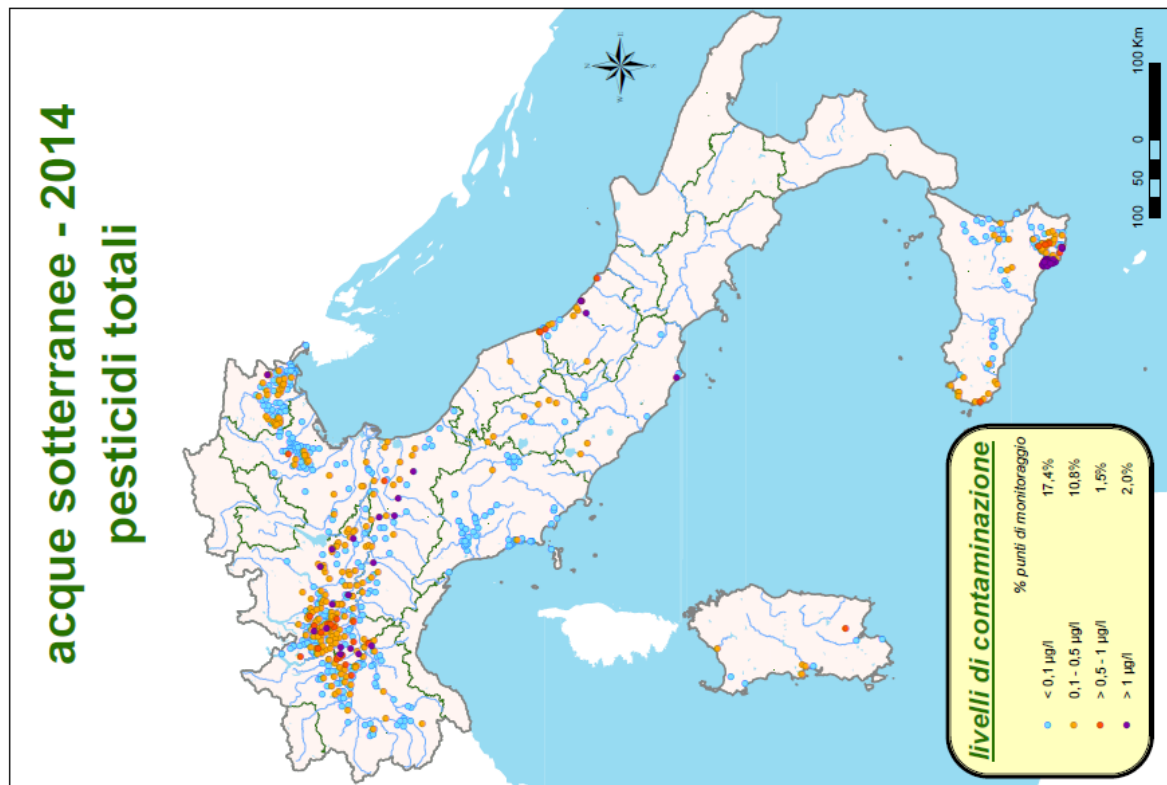 acque sotterranee - 2014
pesticidi totali
livelli di contaminazione
% punti di monitoraggio
< 0,1 µg/l 17,4%
0,1 - 0,5 µg/l 10,8%
> 0,5 - 1 µg/l 1,5%
> 1 µg/l 2,0%
100 50 0 100 Km